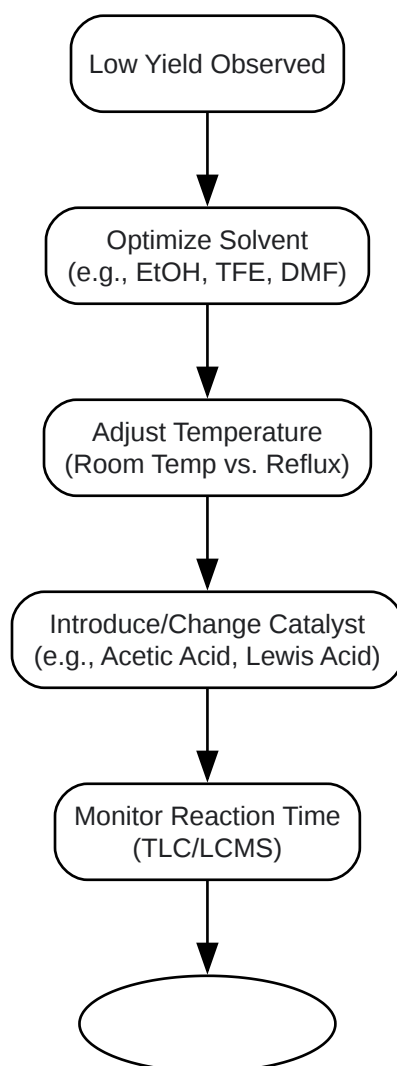 Low Yield Observed
Optimize Solvent
(e.g., EtOH, TFE, DMF)
Adjust Temperature
(Room Temp vs. Reflux)
Introduce/Change Catalyst
(e.g., Acetic Acid, Lewis Acid)
Monitor Reaction Time
(TLC/LCMS)